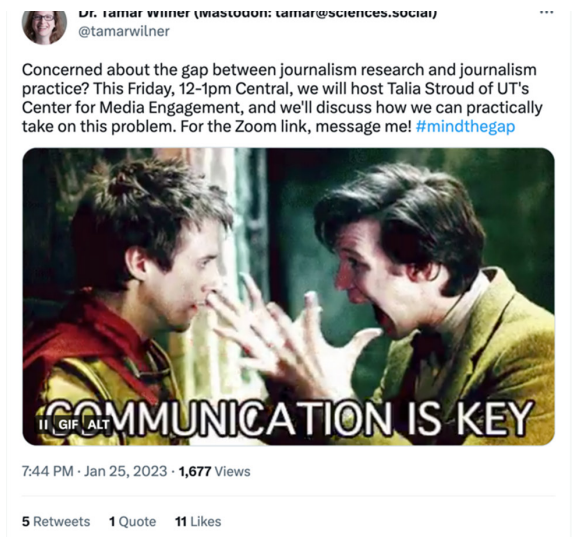 Dr. Tamar Wilner (Mastodon: tamar@sciences.social)
@tamarwilner
Concerned about the gap between journalism research and journalism
practice? This Friday, 12-1pm Central, we will host Talia Stroud of UT's
Center for Media Engagement, and we'll discuss how we can practically
take on this problem. For the Zoom link, message me! #mindthegap
COMMUNICATION IS KEY
GIF ALT
7:44 PM · Jan 25, 2023 · 1,677 Views
5 Retweets 1 Quote 11 Likes